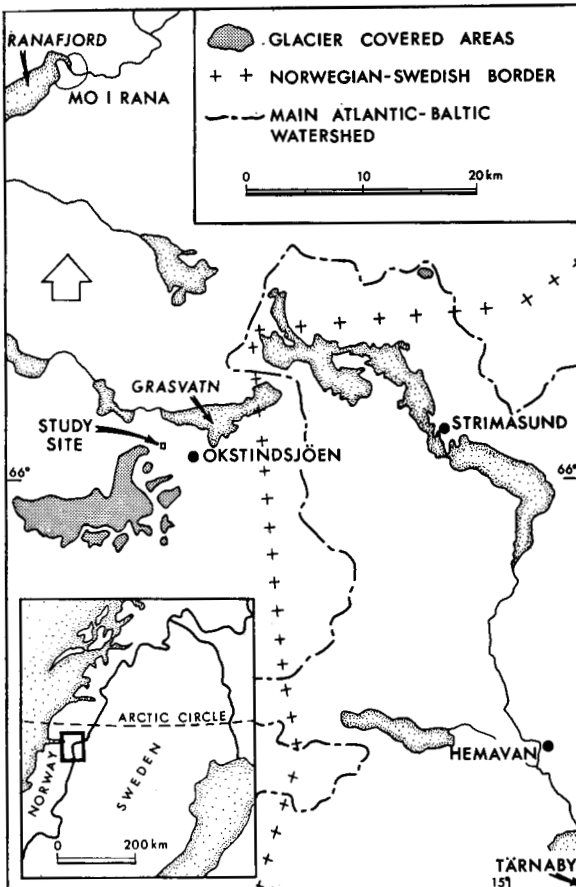 RANAFJORD
MO I RANA
GLACIER COVERED AREAS
+ + NORWEGIAN-SWEDISH BORDER
MAIN ATLANTIC-BALTIC
WATERSHED
0 10 20 km
GRASVATN
STUDY
SITE
STRIMASUND
OKSTINDSJÖEN
66°
66°
ARCTIC CIRCLE
NORWAY
SWEDEN
0 200 km
HEMAVAN
TÄRNABY